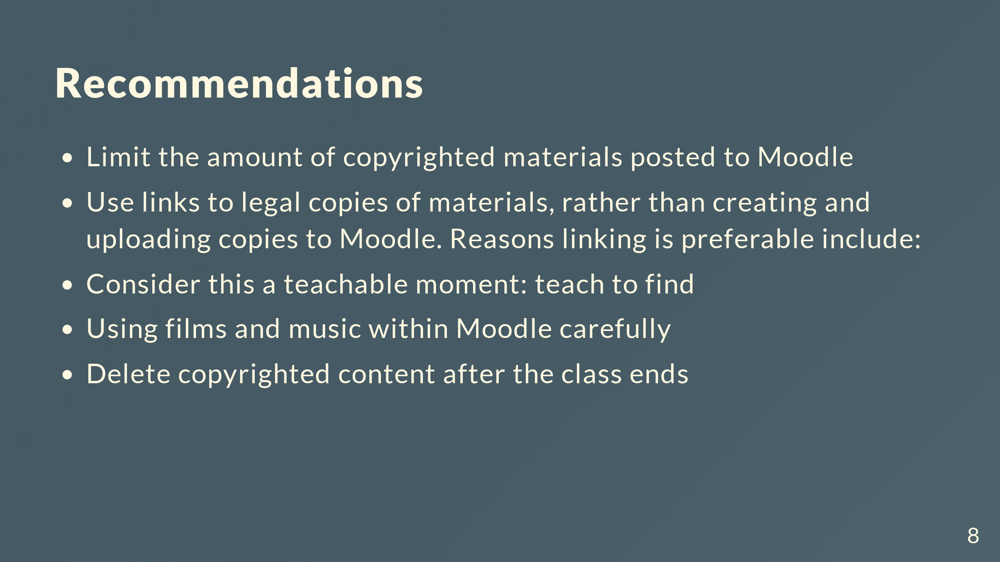 Recommendations
• Limit the amount of copyrighted materials posted to Moodle
• Use links to legal copies of materials, rather than creating and
uploading copies to Moodle. Reasons linking is preferable include:
• Consider this a teachable moment: teach to find
• Using films and music within Moodle carefully
• Delete copyrighted content after the class ends
8